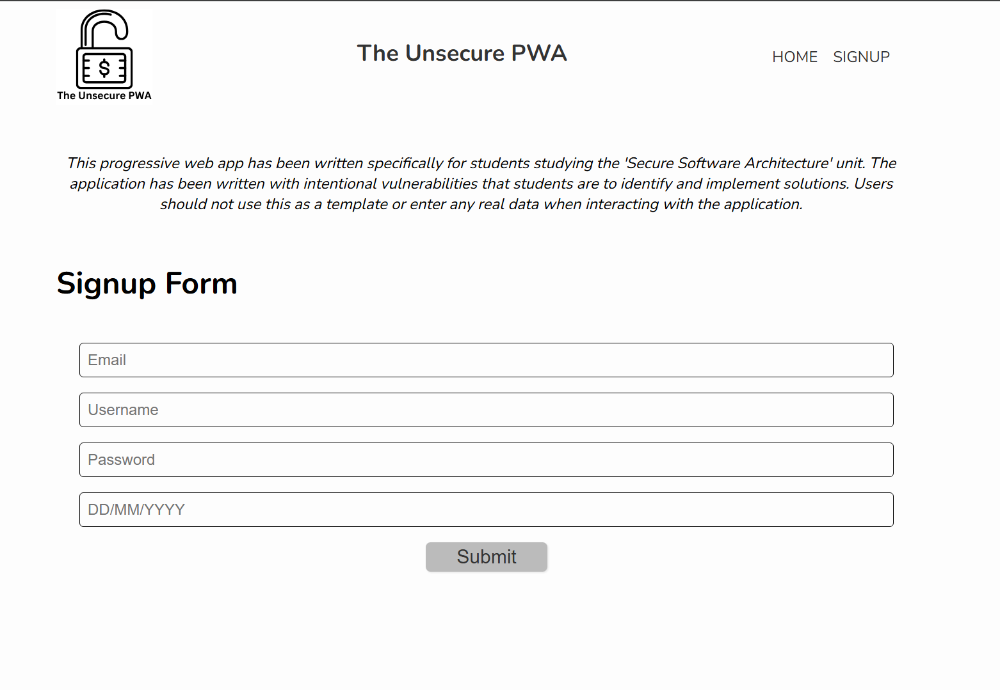 $
The Unsecure PWA
The Unsecure PWA
HOME SIGNUP
This progressive web app has been written specifically for students studying the 'Secure Software Architecture' unit. The
application has been written with intentional vulnerabilities that students are to identify and implement solutions. Users
should not use this as a template or enter any real data when interacting with the application.
Signup Form
Email
Username
Password
DD/MM/YYYY
Submit